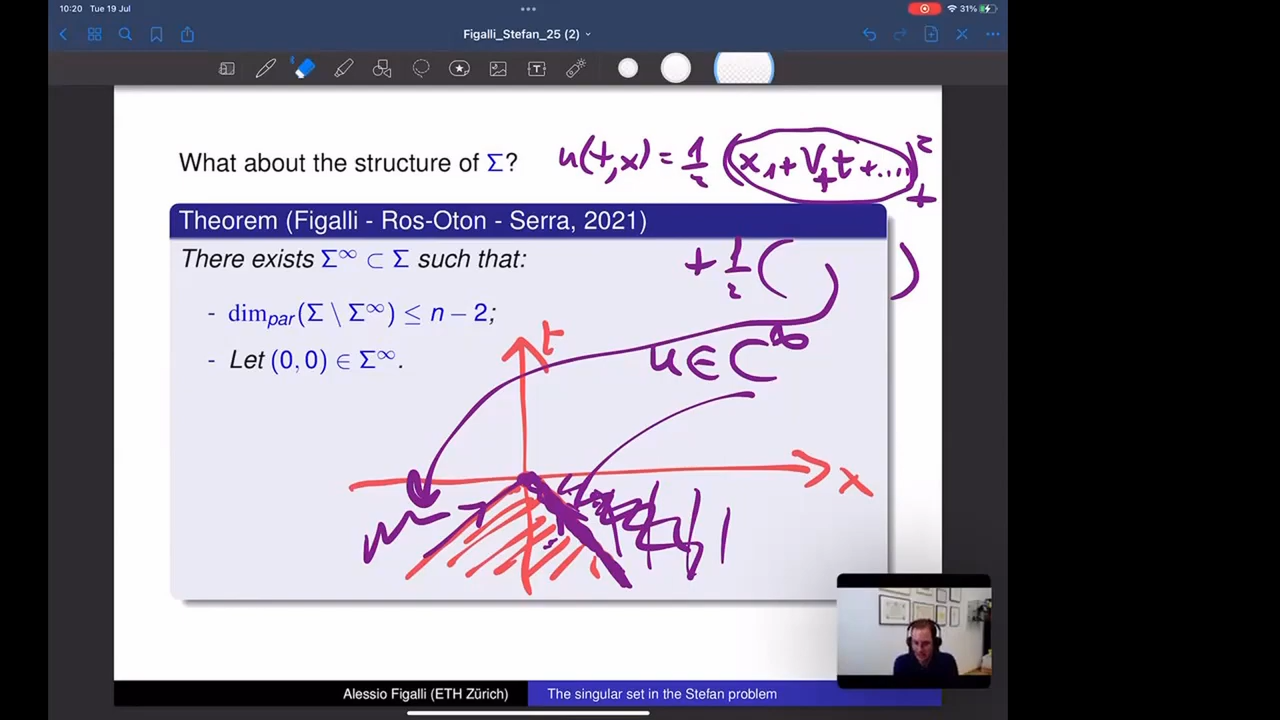 10:20 Tue 19 Jul
31%
Figalli_Stefan_25 (2)
What about the structure of Σ?
u(t,x) = 1/2 (x₁ + V₊t + ....)₊²
Theorem (Figalli - Ros-Oton - Serra, 2021)
There exists Σ^∞ ⊂ Σ such that:
+ 1/2 ( )
- dim_par(Σ \ Σ^∞) ≤ n − 2;
t
u ∈ C^∞
- Let (0, 0) ∈ Σ^∞.
x
Alessio Figalli (ETH Zürich)
The singular set in the Stefan problem